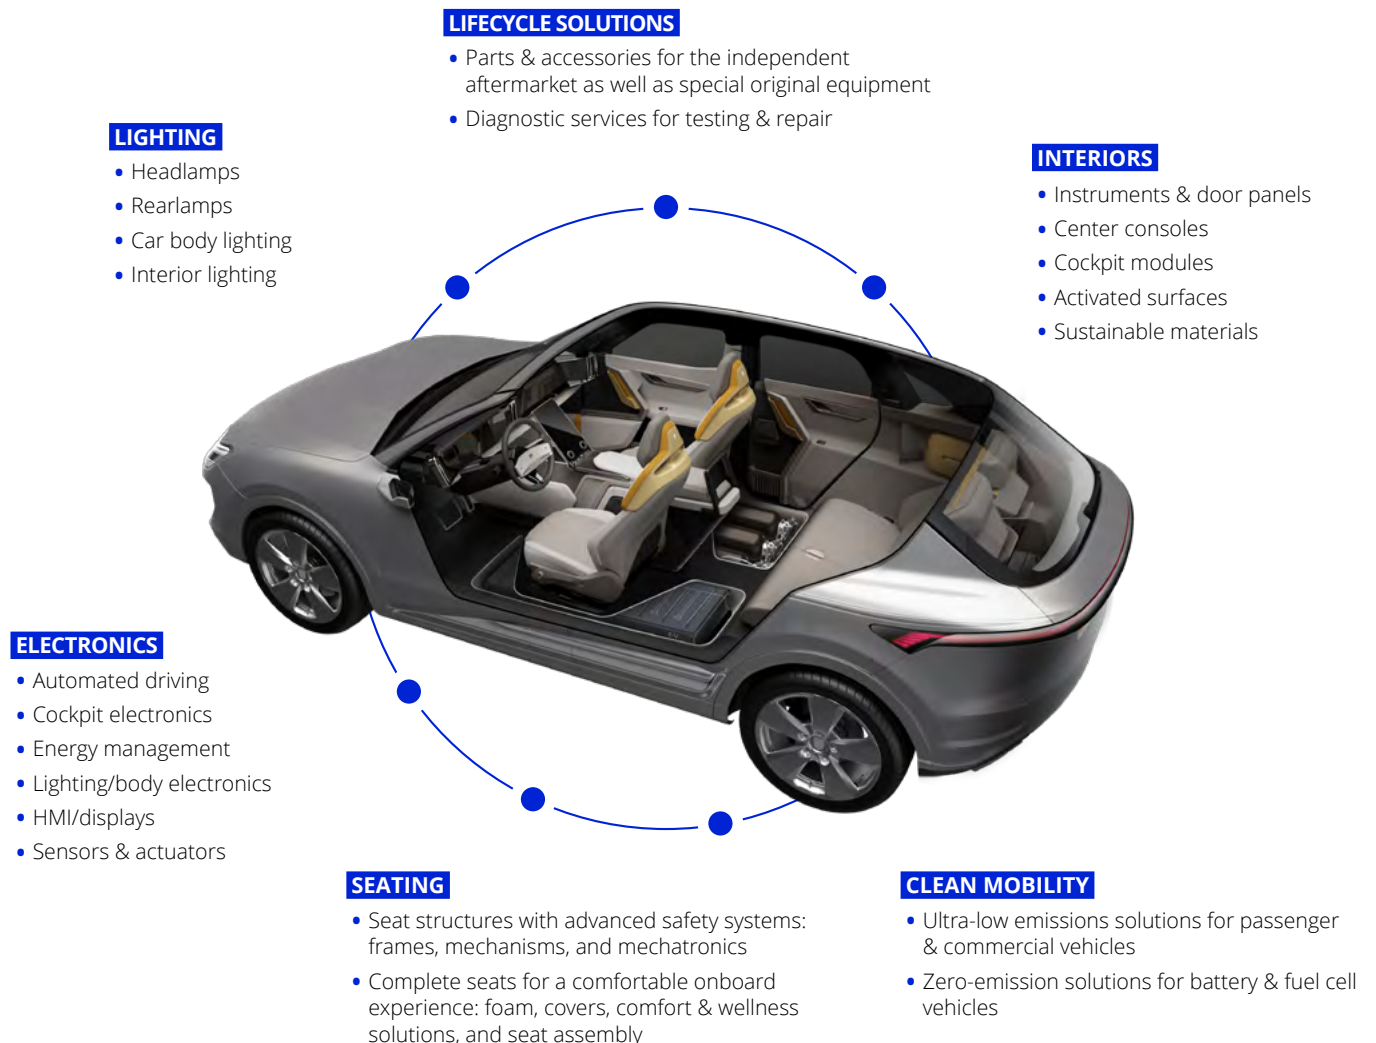 LIFECYCLE SOLUTIONS
• Parts & accessories for the independent
aftermarket as well as special original equipment
• Diagnostic services for testing & repair
LIGHTING
• Headlamps
• Rearlamps
• Car body lighting
• Interior lighting
INTERIORS
• Instruments & door panels
• Center consoles
• Cockpit modules
• Activated surfaces
• Sustainable materials
ELECTRONICS
• Automated driving
• Cockpit electronics
• Energy management
• Lighting/body electronics
• HMI/displays
• Sensors & actuators
SEATING
• Seat structures with advanced safety systems:
frames, mechanisms, and mechatronics
• Complete seats for a comfortable onboard
experience: foam, covers, comfort & wellness
solutions, and seat assembly
CLEAN MOBILITY
• Ultra-low emissions solutions for passenger
& commercial vehicles
• Zero-emission solutions for battery & fuel cell
vehicles